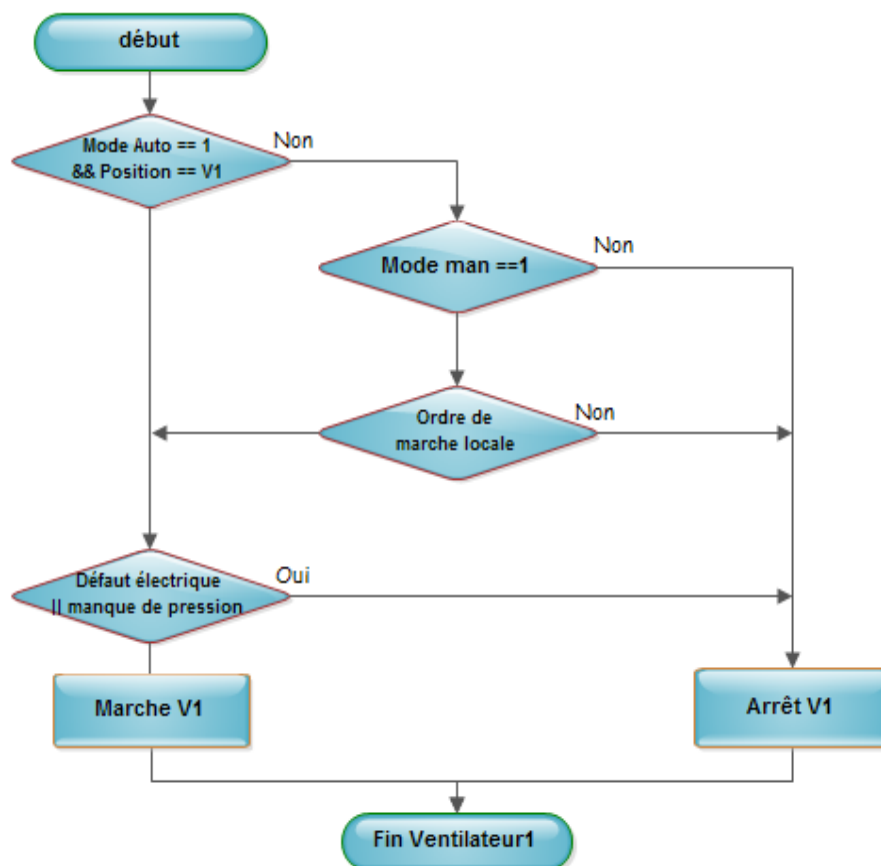 début
Mode Auto == 1
&& Position == V1
Non
Mode man ==1
Non
Ordre de
marche locale
Non
Défaut électrique
|| manque de pression
Oui
Marche V1
Arrêt V1
Fin Ventilateur1